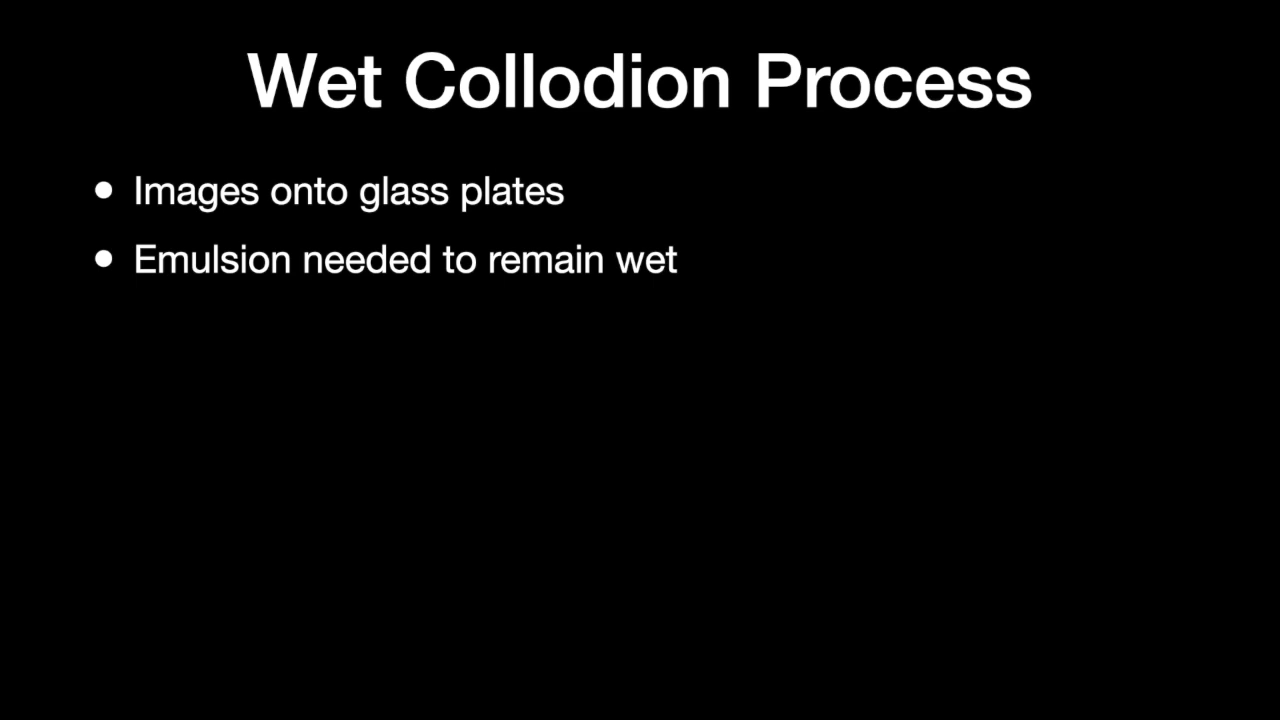 Wet Collodion Process
• Images onto glass plates
• Emulsion needed to remain wet